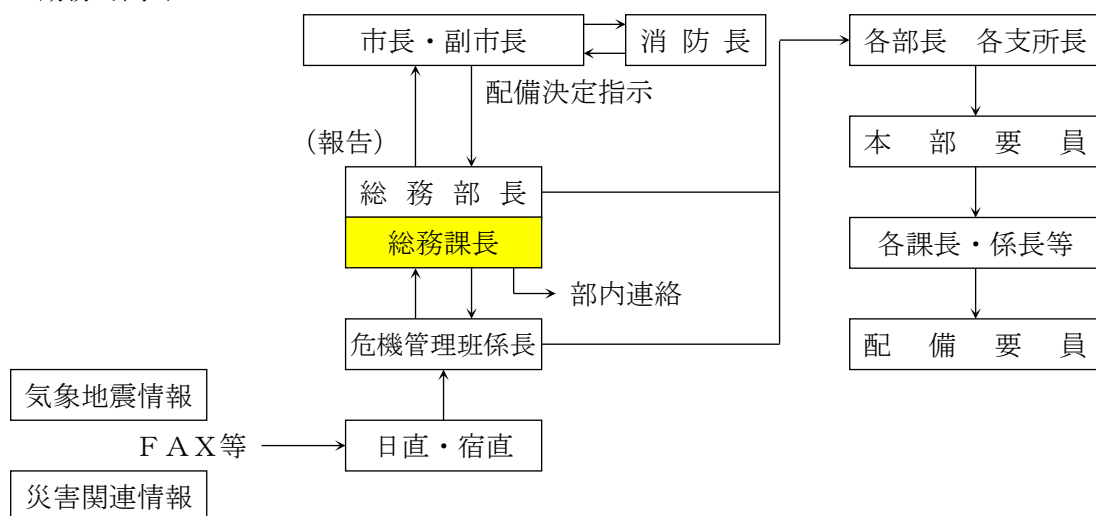 市長・副市長
消防長
各部長 各支所長
配備決定指示
(報告)
本部要員
総務部長
総務課長
各課長・係長等
部内連絡
危機管理班係長
配備要員
気象地震情報
FAX等
日直・宿直
災害関連情報